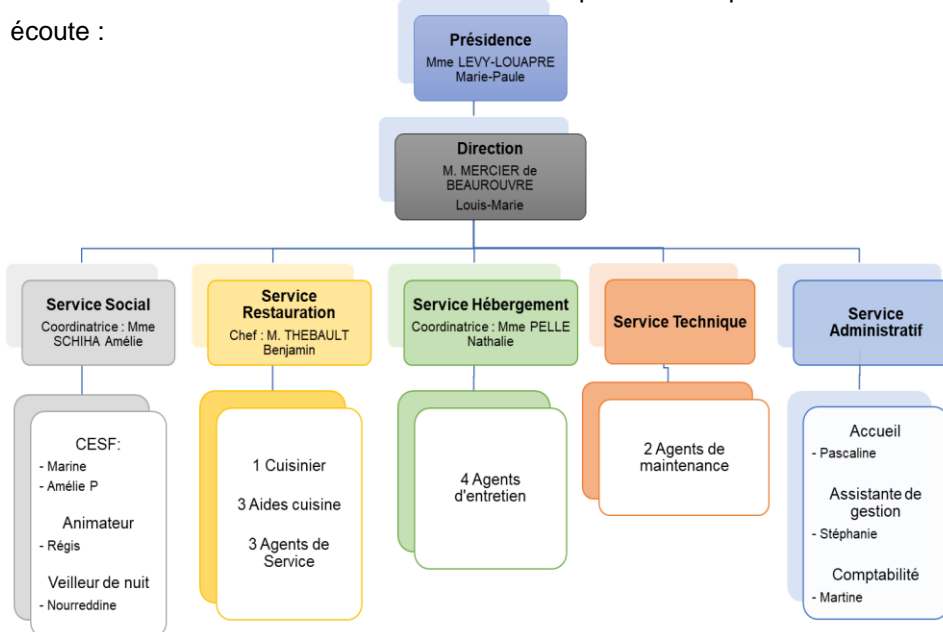 écoute :
Présidence
Mme LEVY-LOUAPRE
Marie-Paule
Direction
M. MERCIER de
BEAUROUVRE
Louis-Marie
Service Social
Coordinatrice : Mme
SCHIHA Amélie
Service
Restauration
Chef : M. THEBAULT
Benjamin
Service Hébergement
Coordinatrice : Mme PELLE
Nathalie
Service Technique
Service
Administratif
CESF:
- Marine
- Amélie P
Animateur
- Régis
Veilleur de nuit
- Nourreddine
1 Cuisinier
3 Aides cuisine
3 Agents de
Service
4 Agents
d'entretien
2 Agents de
maintenance
Accueil
- Pascaline
Assistante de
gestion
- Stéphanie
Comptabilité
- Martine